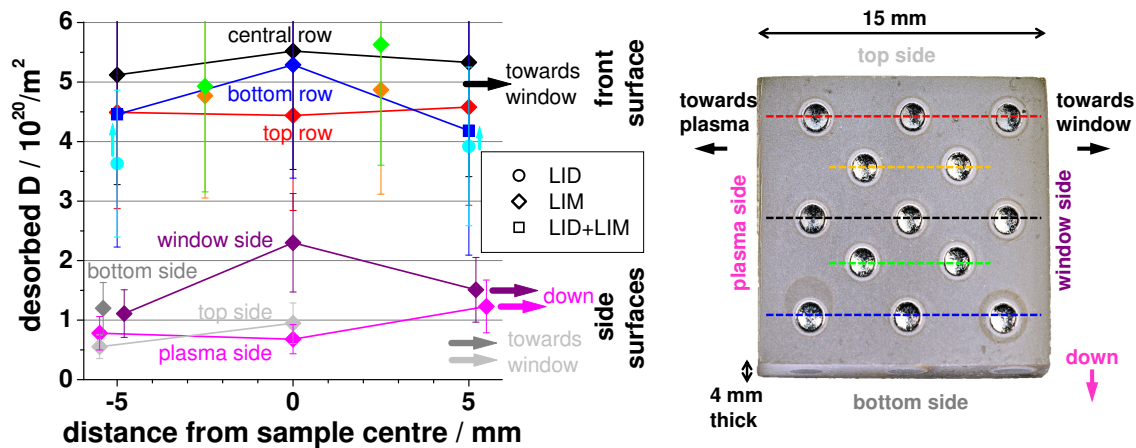 6
5
4
3
2
1
0
desorbed D / 10²⁰/m²
central row
bottom row
top row
towards
window
front
surface
LID
LIM
LID+LIM
window side
bottom side
top side
plasma side
down
towards
window
side
surfaces
-5
0
5
distance from sample centre / mm
15 mm
top side
towards
plasma
towards
window
plasma side
window side
4 mm
thick
bottom side
down